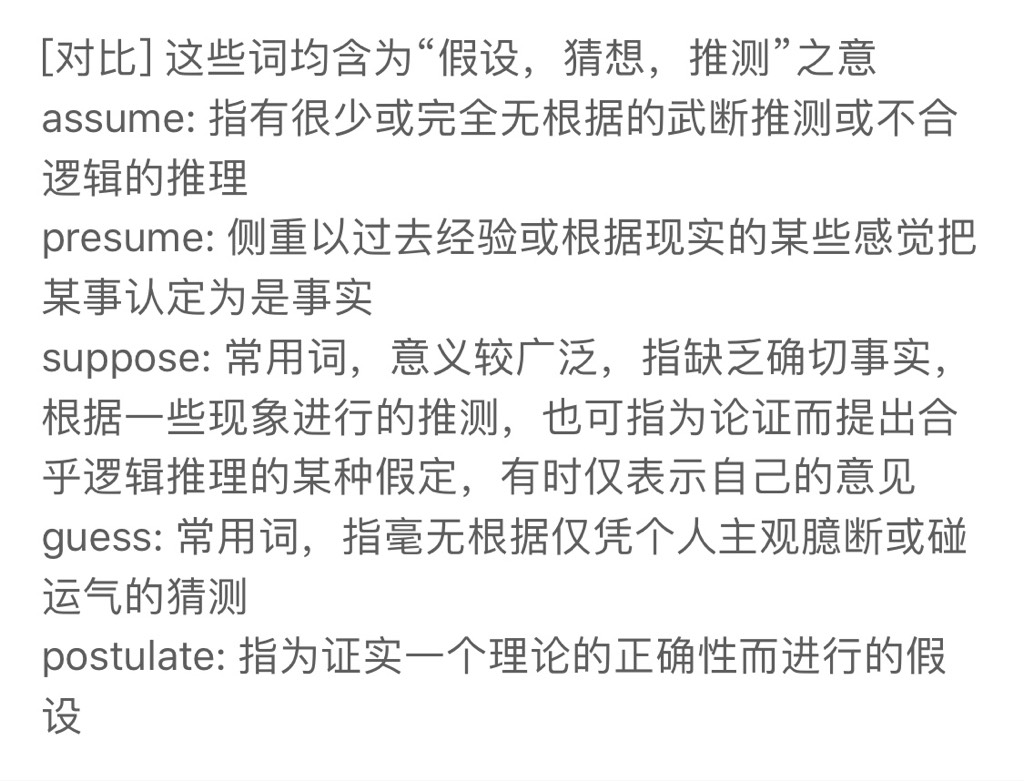 [对比] 这些词均含为“假设，猜想，推测”之意
assume: 指有很少或完全无根据的武断推测或不合
逻辑的推理
presume: 侧重以过去经验或根据现实的某些感觉把
某事认定为是事实
suppose: 常用词，意义较广泛，指缺乏确切事实，
根据一些现象进行的推测，也可指为论证而提出合
乎逻辑推理的某种假定，有时仅表示自己的意见
guess: 常用词，指毫无根据仅凭个人主观臆断或碰
运气的猜测
postulate: 指为证实一个理论的正确性而进行的假
设